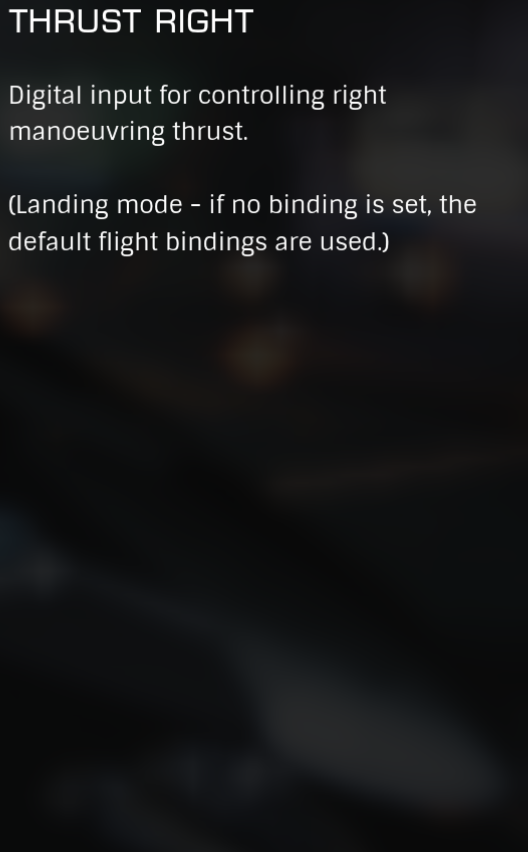 THRUST RIGHT
Digital input for controlling right
manoeuvring thrust.
(Landing mode - if no binding is set, the
default flight bindings are used.)